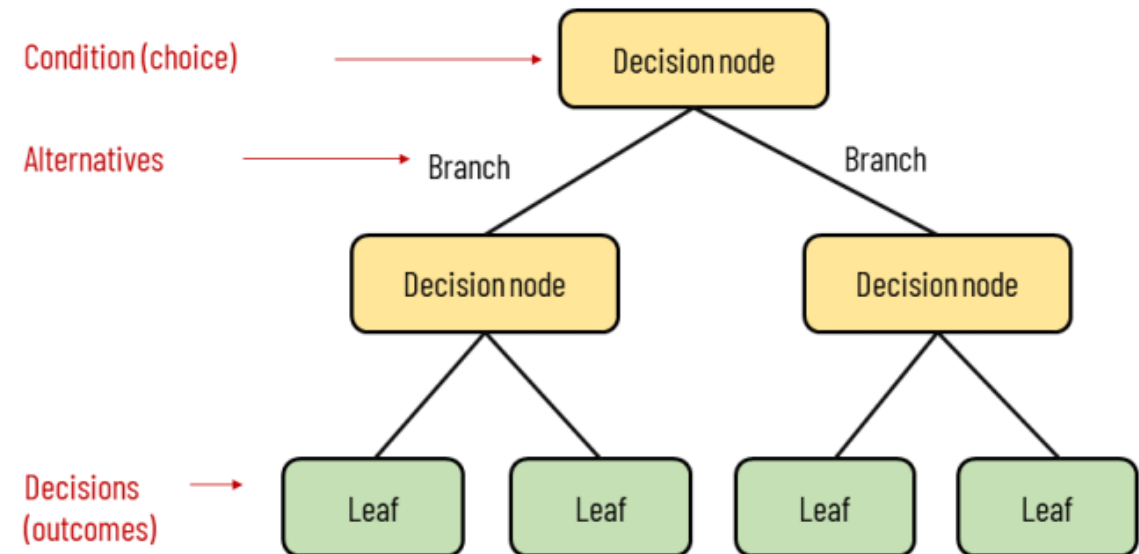 Condition (choice)
Decision node
Alternatives
Branch
Branch
Decision node
Decision node
Decisions
(outcomes)
Leaf
Leaf
Leaf
Leaf